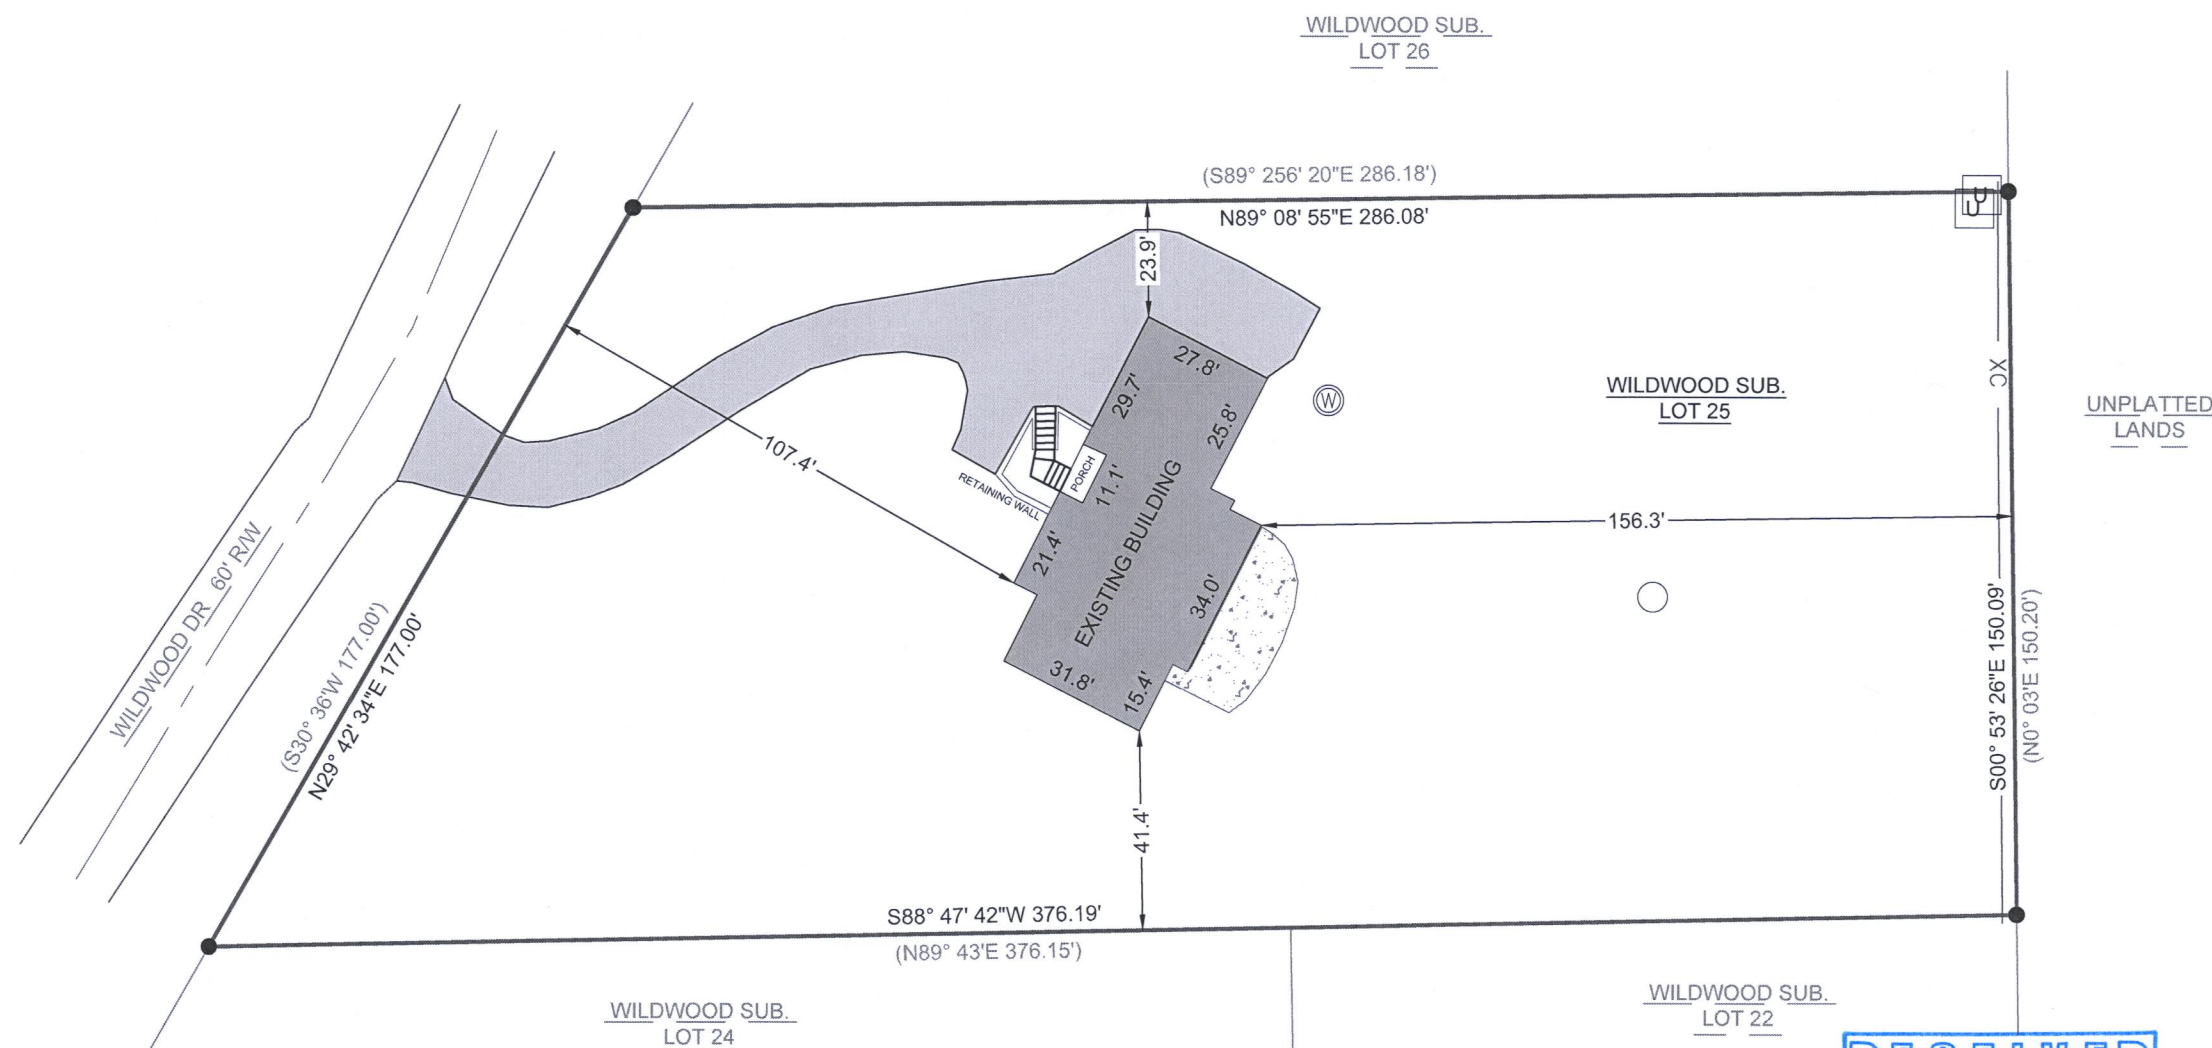 WILDWOOD SUB.
LOT 26
(S89° 256' 20"E 286.18')
N89° 08' 55"E 286.08'
U
U
23.9'
27.8'
29.7'
25.8'
W
WILDWOOD SUB.
LOT 25
XC
UNPLATTED
LANDS
107.4'
PORCH
11.1'
RETAINING WALL
EXISTING BUILDING
156.3'
21.4'
34.0'
WILDWOOD DR 60' R/W
(S30° 36'W 177.00')
N29° 42' 34"E 177.00'
31.8'
15.4'
S00° 53' 26"E 150.09'
(N0° 03'E 150.20')
41.4'
S88° 47' 42"W 376.19'
(N89° 43'E 376.15')
WILDWOOD SUB.
LOT 24
WILDWOOD SUB.
LOT 22
RECEIVED